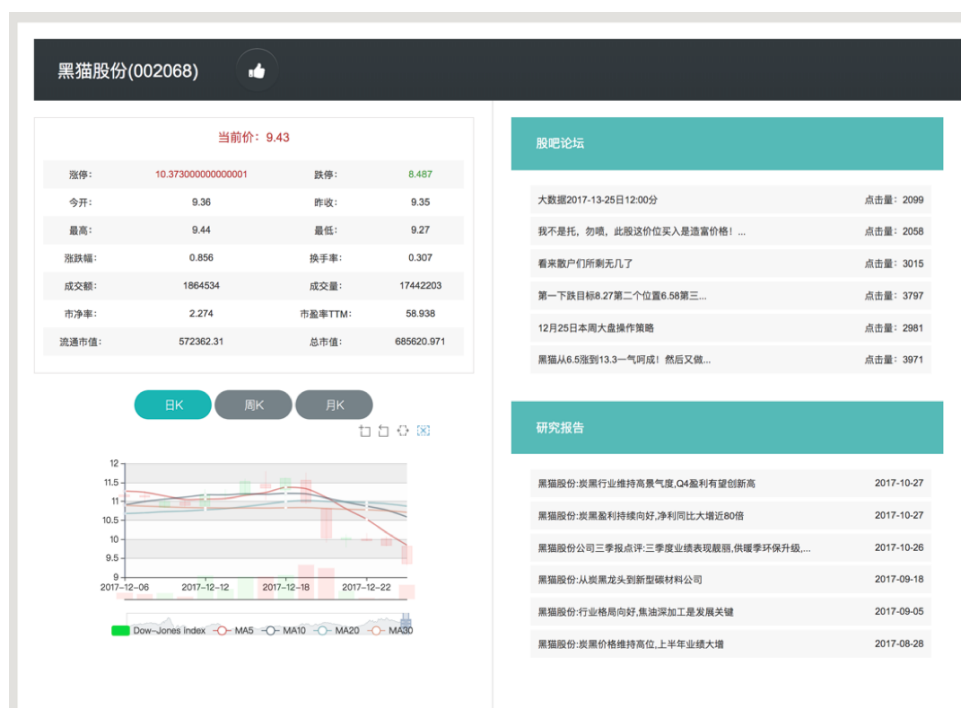 黑猫股份(002068)
当前价：9.43
涨停： 10.373000000000001 跌停： 8.487
今开： 9.36 昨收： 9.35
最高： 9.44 最低： 9.27
涨跌幅： 0.856 换手率： 0.307
成交额： 1864534 成交量： 17442203
市净率： 2.274 市盈率TTM： 58.938
流通市值： 572362.31 总市值： 685620.971
日K 周K 月K
12
11.5
11
10.5
10
9.5
9
2017-12-06 2017-12-12 2017-12-18 2017-12-22
Dow-Jones Index MA5 MA10 MA20 MA30
股吧论坛
大数据2017-13-25日12:00分 点击量：2099
我不是托，勿喷，此股这价位买入是造富价格！... 点击量：2058
看来散户们所剩无几了 点击量：3015
第一下跌目标8.27第二个位置6.58第三... 点击量：3797
12月25日本周大盘操作策略 点击量：2981
黑猫从6.5涨到13.3一气呵成！然后又做... 点击量：3971
研究报告
黑猫股份:炭黑行业维持高景气度,Q4盈利有望创新高 2017-10-27
黑猫股份:炭黑盈利持续向好,净利同比大增近80倍 2017-10-27
黑猫股份公司三季报点评:三季度业绩表现靓丽,供暖季环保升级,... 2017-10-26
黑猫股份:从炭黑龙头到新型碳材料公司 2017-09-18
黑猫股份:行业格局向好,焦油深加工是发展关键 2017-09-05
黑猫股份:炭黑价格维持高位,上半年业绩大增 2017-08-28